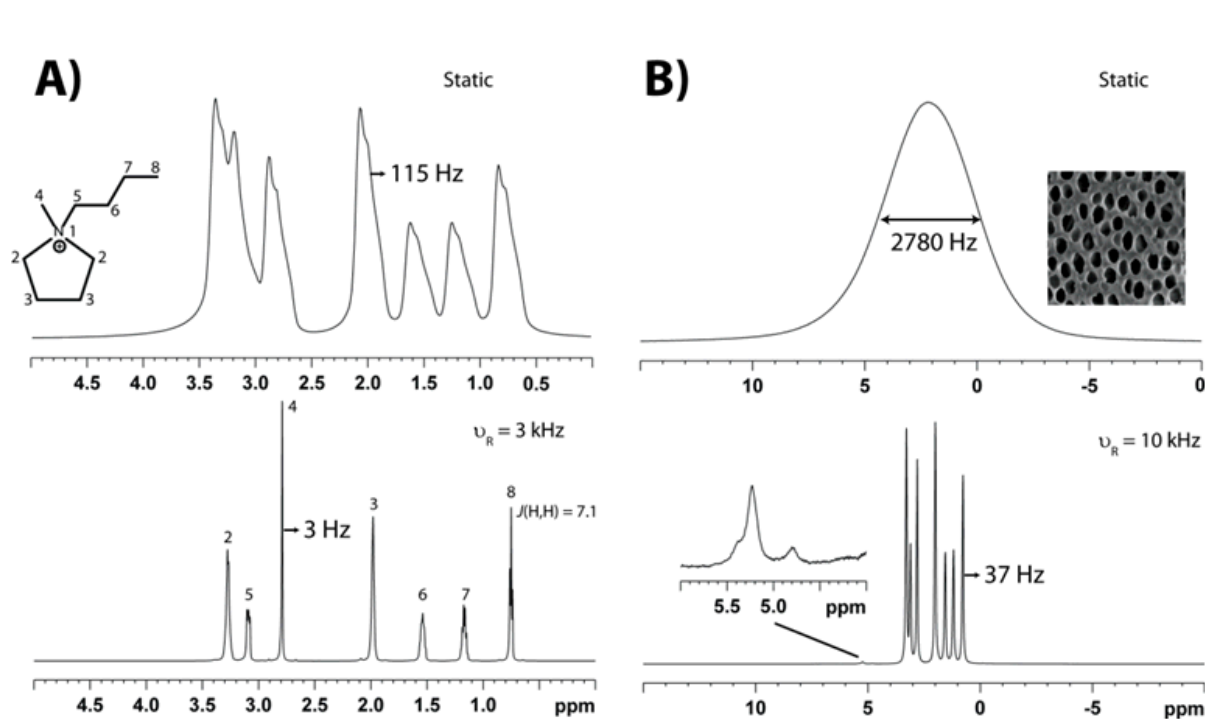 A)
Static
4
5
7
8
6
N 1
⊕
2
2
3
3
115 Hz
4.5 4.0 3.5 3.0 2.5 2.0 1.5 1.0 0.5
υR = 3 kHz
4
3 Hz
2
5
3
6
7
8
J(H,H) = 7.1
4.5 4.0 3.5 3.0 2.5 2.0 1.5 1.0 ppm
B)
Static
2780 Hz
10 5 0 -5 0
υR = 10 kHz
37 Hz
5.5 5.0 ppm
10 5 0 -5 ppm